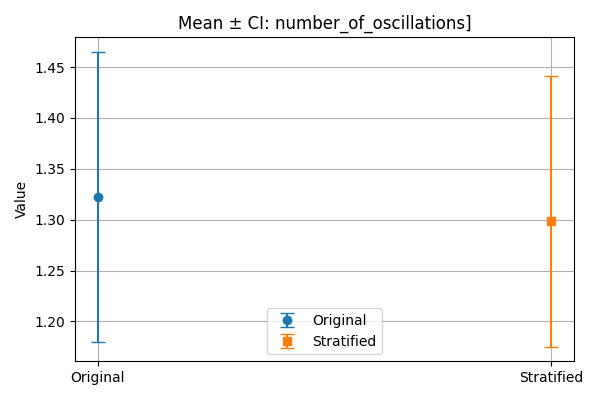 Mean ± CI: number_of_oscillations]
Value
1.45
1.40
1.35
1.30
1.25
1.20
Original
Stratified
Original
Stratified